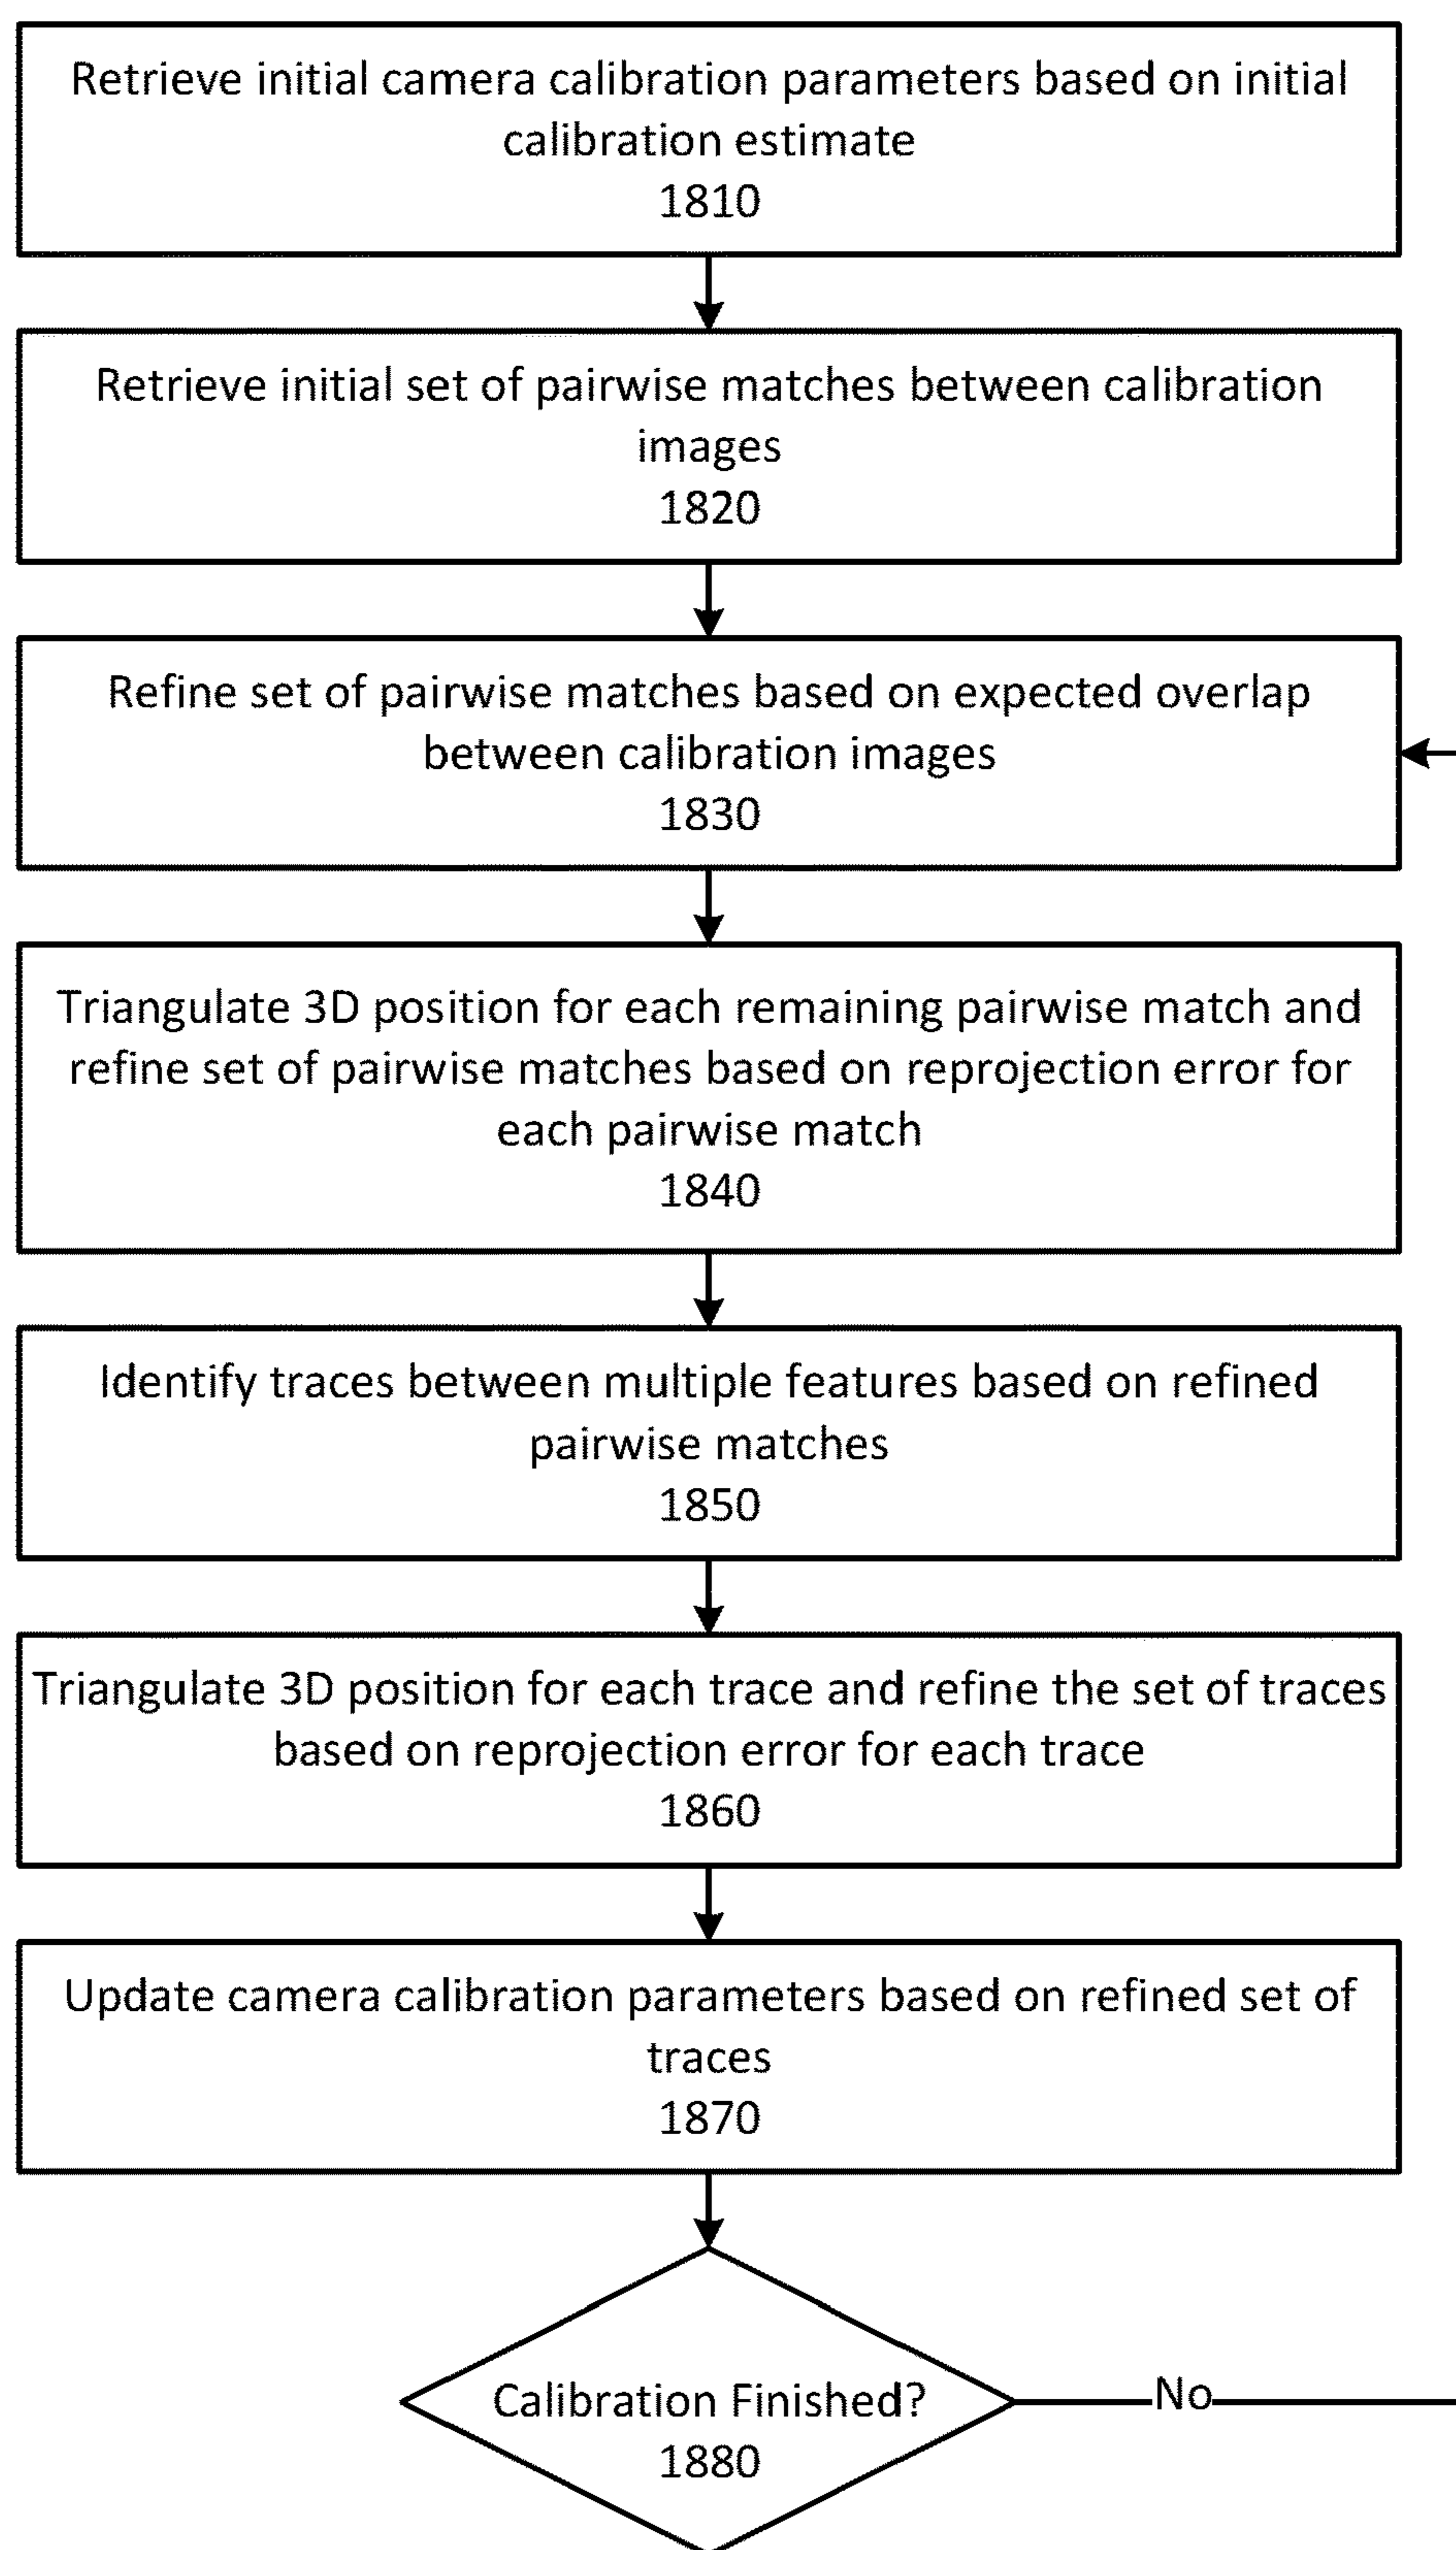 Retrieve initial camera calibration parameters based on initial
calibration estimate
1810
Retrieve initial set of pairwise matches between calibration
images
1820
Refine set of pairwise matches based on expected overlap
between calibration images
1830
Triangulate 3D position for each remaining pairwise match and
refine set of pairwise matches based on reprojection error for
each pairwise match
1840
Identify traces between multiple features based on refined
pairwise matches
1850
Triangulate 3D position for each trace and refine the set of traces
based on reprojection error for each trace
1860
Update camera calibration parameters based on refined set of
traces
1870
Calibration Finished?
1880
No